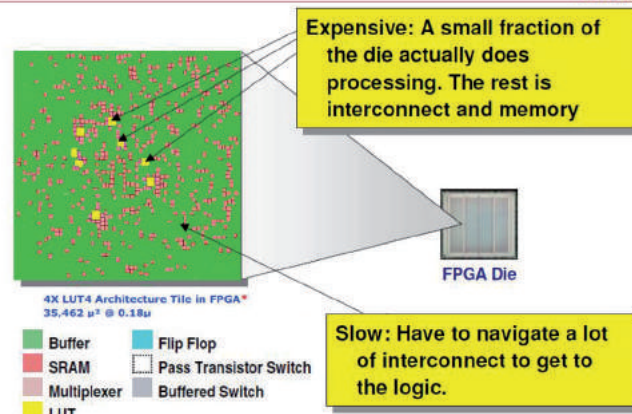 Expensive: A small fraction of
the die actually does
processing. The rest is
interconnect and memory
FPGA Die
4X LUT4 Architecture Tile in FPGA*
35,462 µ² @ 0.18µ
Slow: Have to navigate a lot
of interconnect to get to
the logic.
Buffer
SRAM
Multiplexer
LUT
Flip Flop
Pass Transistor Switch
Buffered Switch